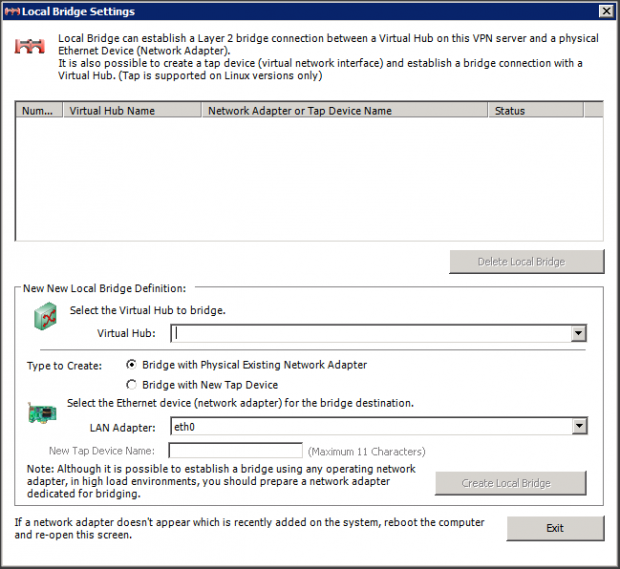 Local Bridge Settings
Local Bridge can establish a Layer 2 bridge connection between a Virtual Hub on this VPN server and a physical
Ethernet Device (Network Adapter).
It is also possible to create a tap device (virtual network interface) and establish a bridge connection with a
Virtual Hub. (Tap is supported on Linux versions only)
Num... Virtual Hub Name Network Adapter or Tap Device Name Status
Delete Local Bridge
New New Local Bridge Definition:
Select the Virtual Hub to bridge.
Virtual Hub:
Type to Create: Bridge with Physical Existing Network Adapter
Bridge with New Tap Device
Select the Ethernet device (network adapter) for the bridge destination.
LAN Adapter: eth0
New Tap Device Name: (Maximum 11 Characters)
Note: Although it is possible to establish a bridge using any operating network
adapter, in high load environments, you should prepare a network adapter
dedicated for bridging.
Create Local Bridge
If a network adapter doesn't appear which is recently added on the system, reboot the computer
and re-open this screen.
Exit